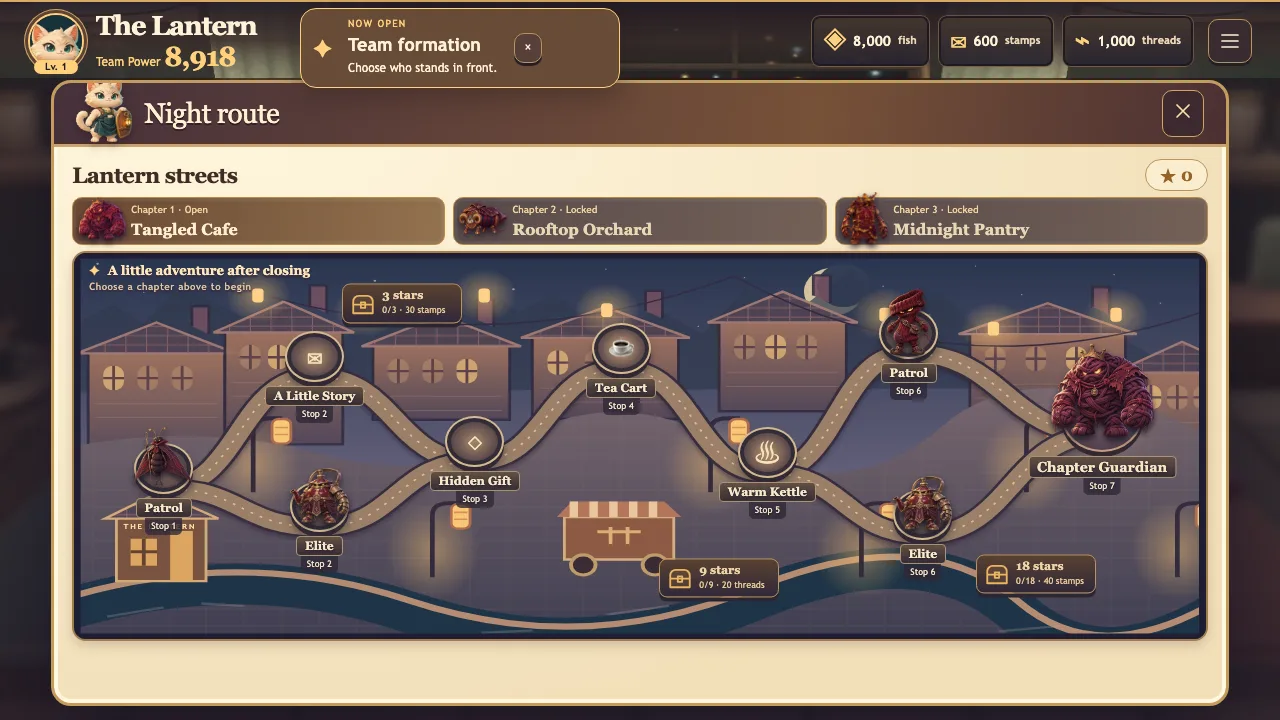 The Lantern
Team Power 8,918
Lv. 1
NOW OPEN
Team formation
Choose who stands in front.
×
8,000 fish
600 stamps
1,000 threads
Night route
Lantern streets
★ 0
Chapter 1 · Open
Tangled Cafe
Chapter 2 · Locked
Rooftop Orchard
Chapter 3 · Locked
Midnight Pantry
A little adventure after closing
Choose a chapter above to begin
3 stars
0/3 · 30 stamps
A Little Story
Stop 2
Tea Cart
Stop 4
Patrol
Stop 6
Chapter Guardian
Stop 7
Hidden Gift
Stop 3
Warm Kettle
Stop 5
Patrol
Stop 1
THE
RN
Elite
Stop 2
Elite
Stop 6
9 stars
0/9 · 20 threads
18 stars
0/18 · 40 stamps